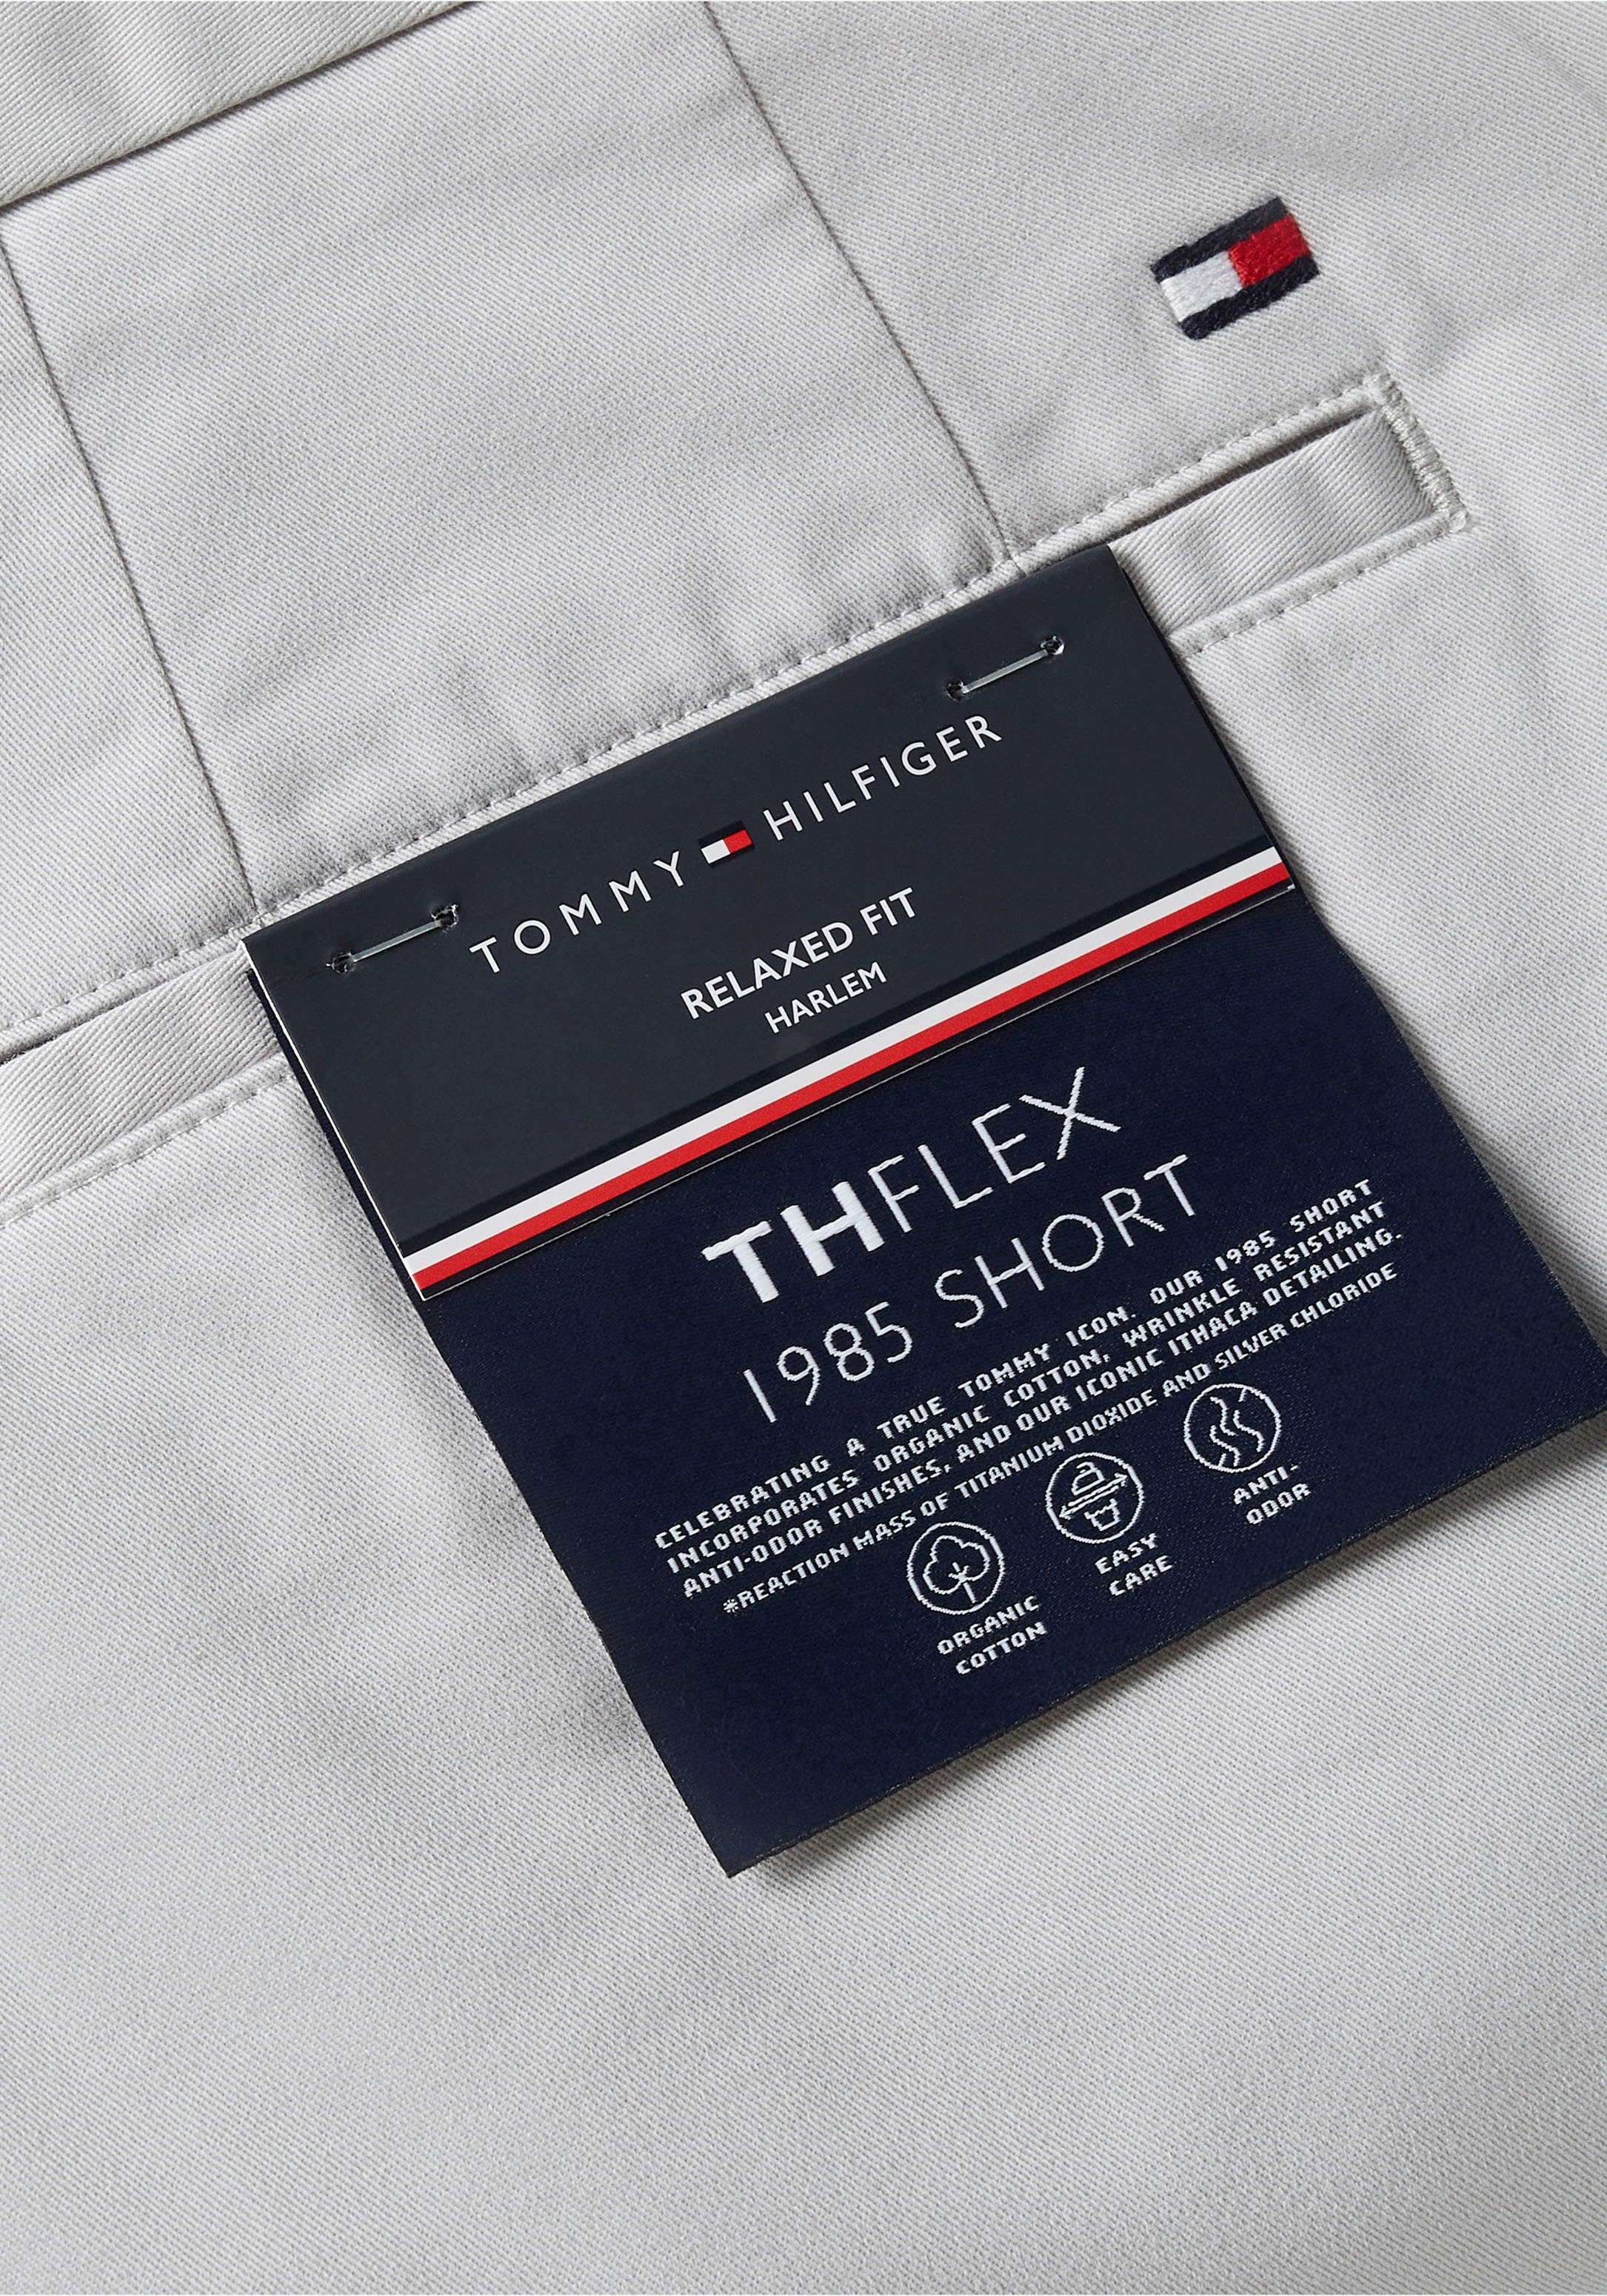 TOMMY HILFIGER
RELAXED FIT
HARLEM
THFLEX
1985 SHORT
CELEBRATING A TRUE TOMMY ICON. OUR 1985 SHORT
INCORPORATES ORGANIC COTTON, WRINKLE RESISTANT
ANTI-ODOR FINISHES, AND OUR ICONIC ITHACA DETAILING.
*REACTION MASS OF TITANIUM DIOXIDE AND SILVER CHLORIDE
ORGANIC
COTTON
EASY
CARE
ANTI-
ODOR